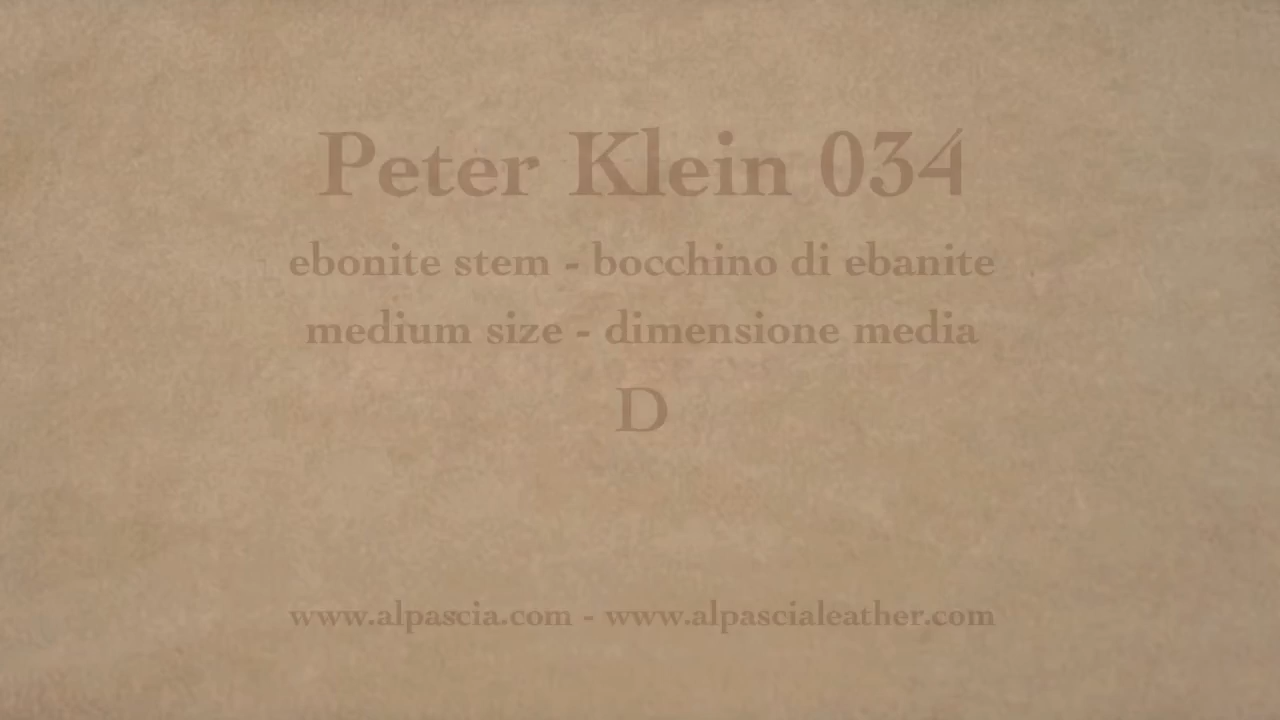 Peter Klein 034
ebonite stem - bocchino di ebanite
medium size - dimensione media
D
www.alpascia.com - www.alpascialeather.com